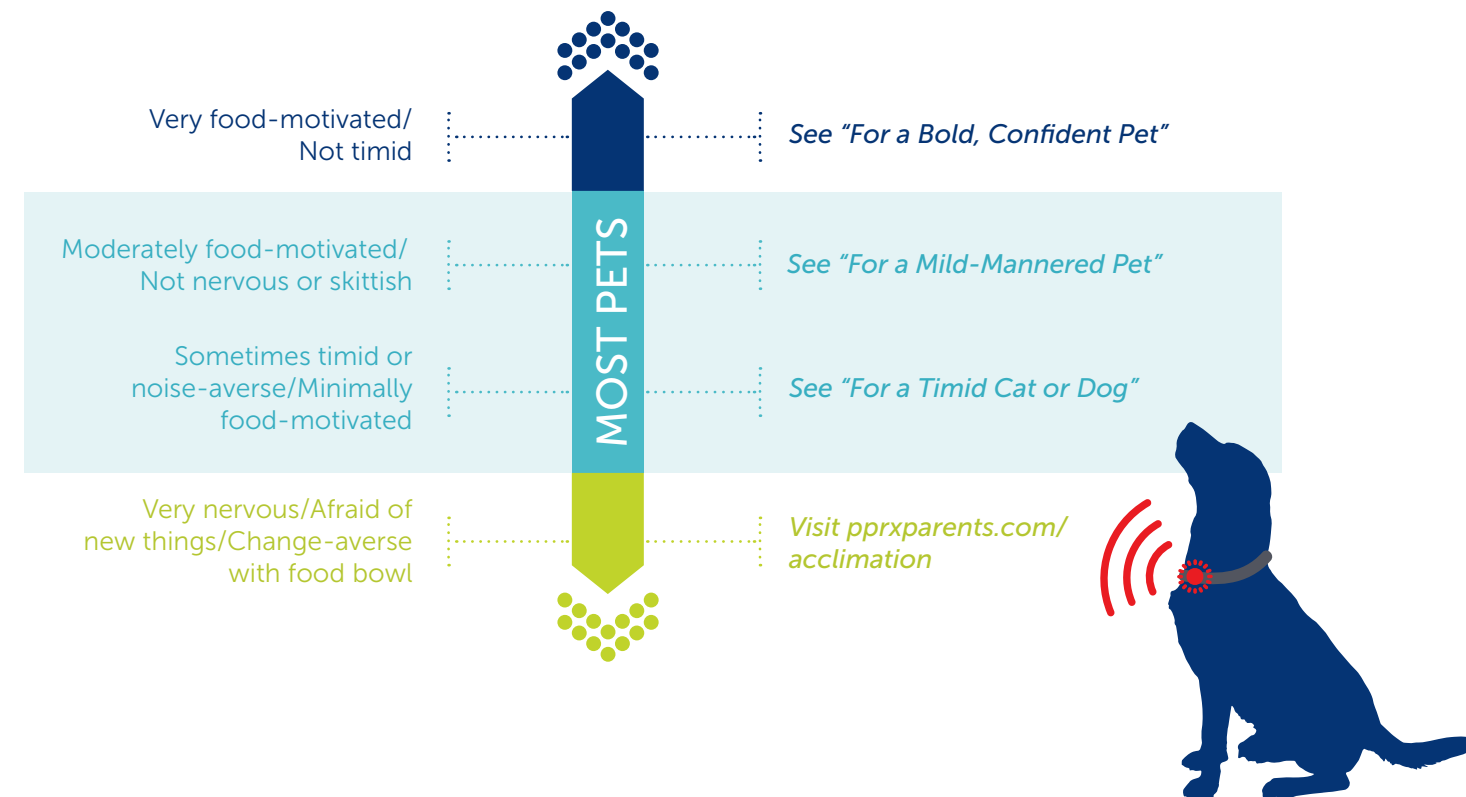 Very food-motivated/
Not timid
See “For a Bold, Confident Pet”
Moderately food-motivated/
Not nervous or skittish
See “For a Mild-Mannered Pet”
MOST PETS
Sometimes timid or
noise-averse/Minimally
food-motivated
See “For a Timid Cat or Dog”
Very nervous/Afraid of
new things/Change-averse
with food bowl
Visit pprxparents.com/
acclimation